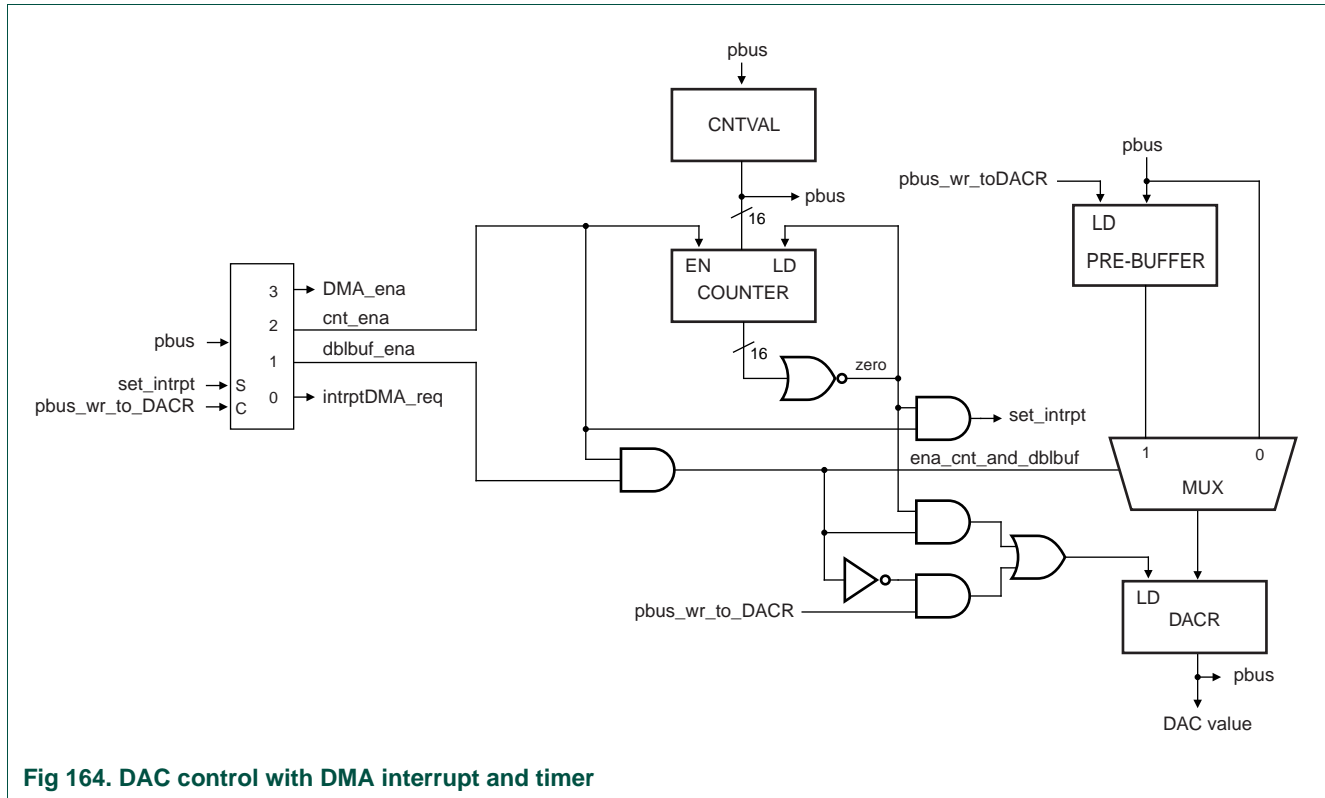 pbus
CNTVAL
pbus
16
pbus
pbus_wr_toDACR
LD
PRE-BUFFER
EN LD
COUNTER
16
zero
3 DMA_ena
2 cnt_ena
1 dblbuf_ena
0 intrptDMA_req
pbus
set_intrpt S
pbus_wr_to_DACR C
set_intrpt
ena_cnt_and_dblbuf
1 0
MUX
pbus_wr_to_DACR
LD
DACR
pbus
DAC value
Fig 164. DAC control with DMA interrupt and timer